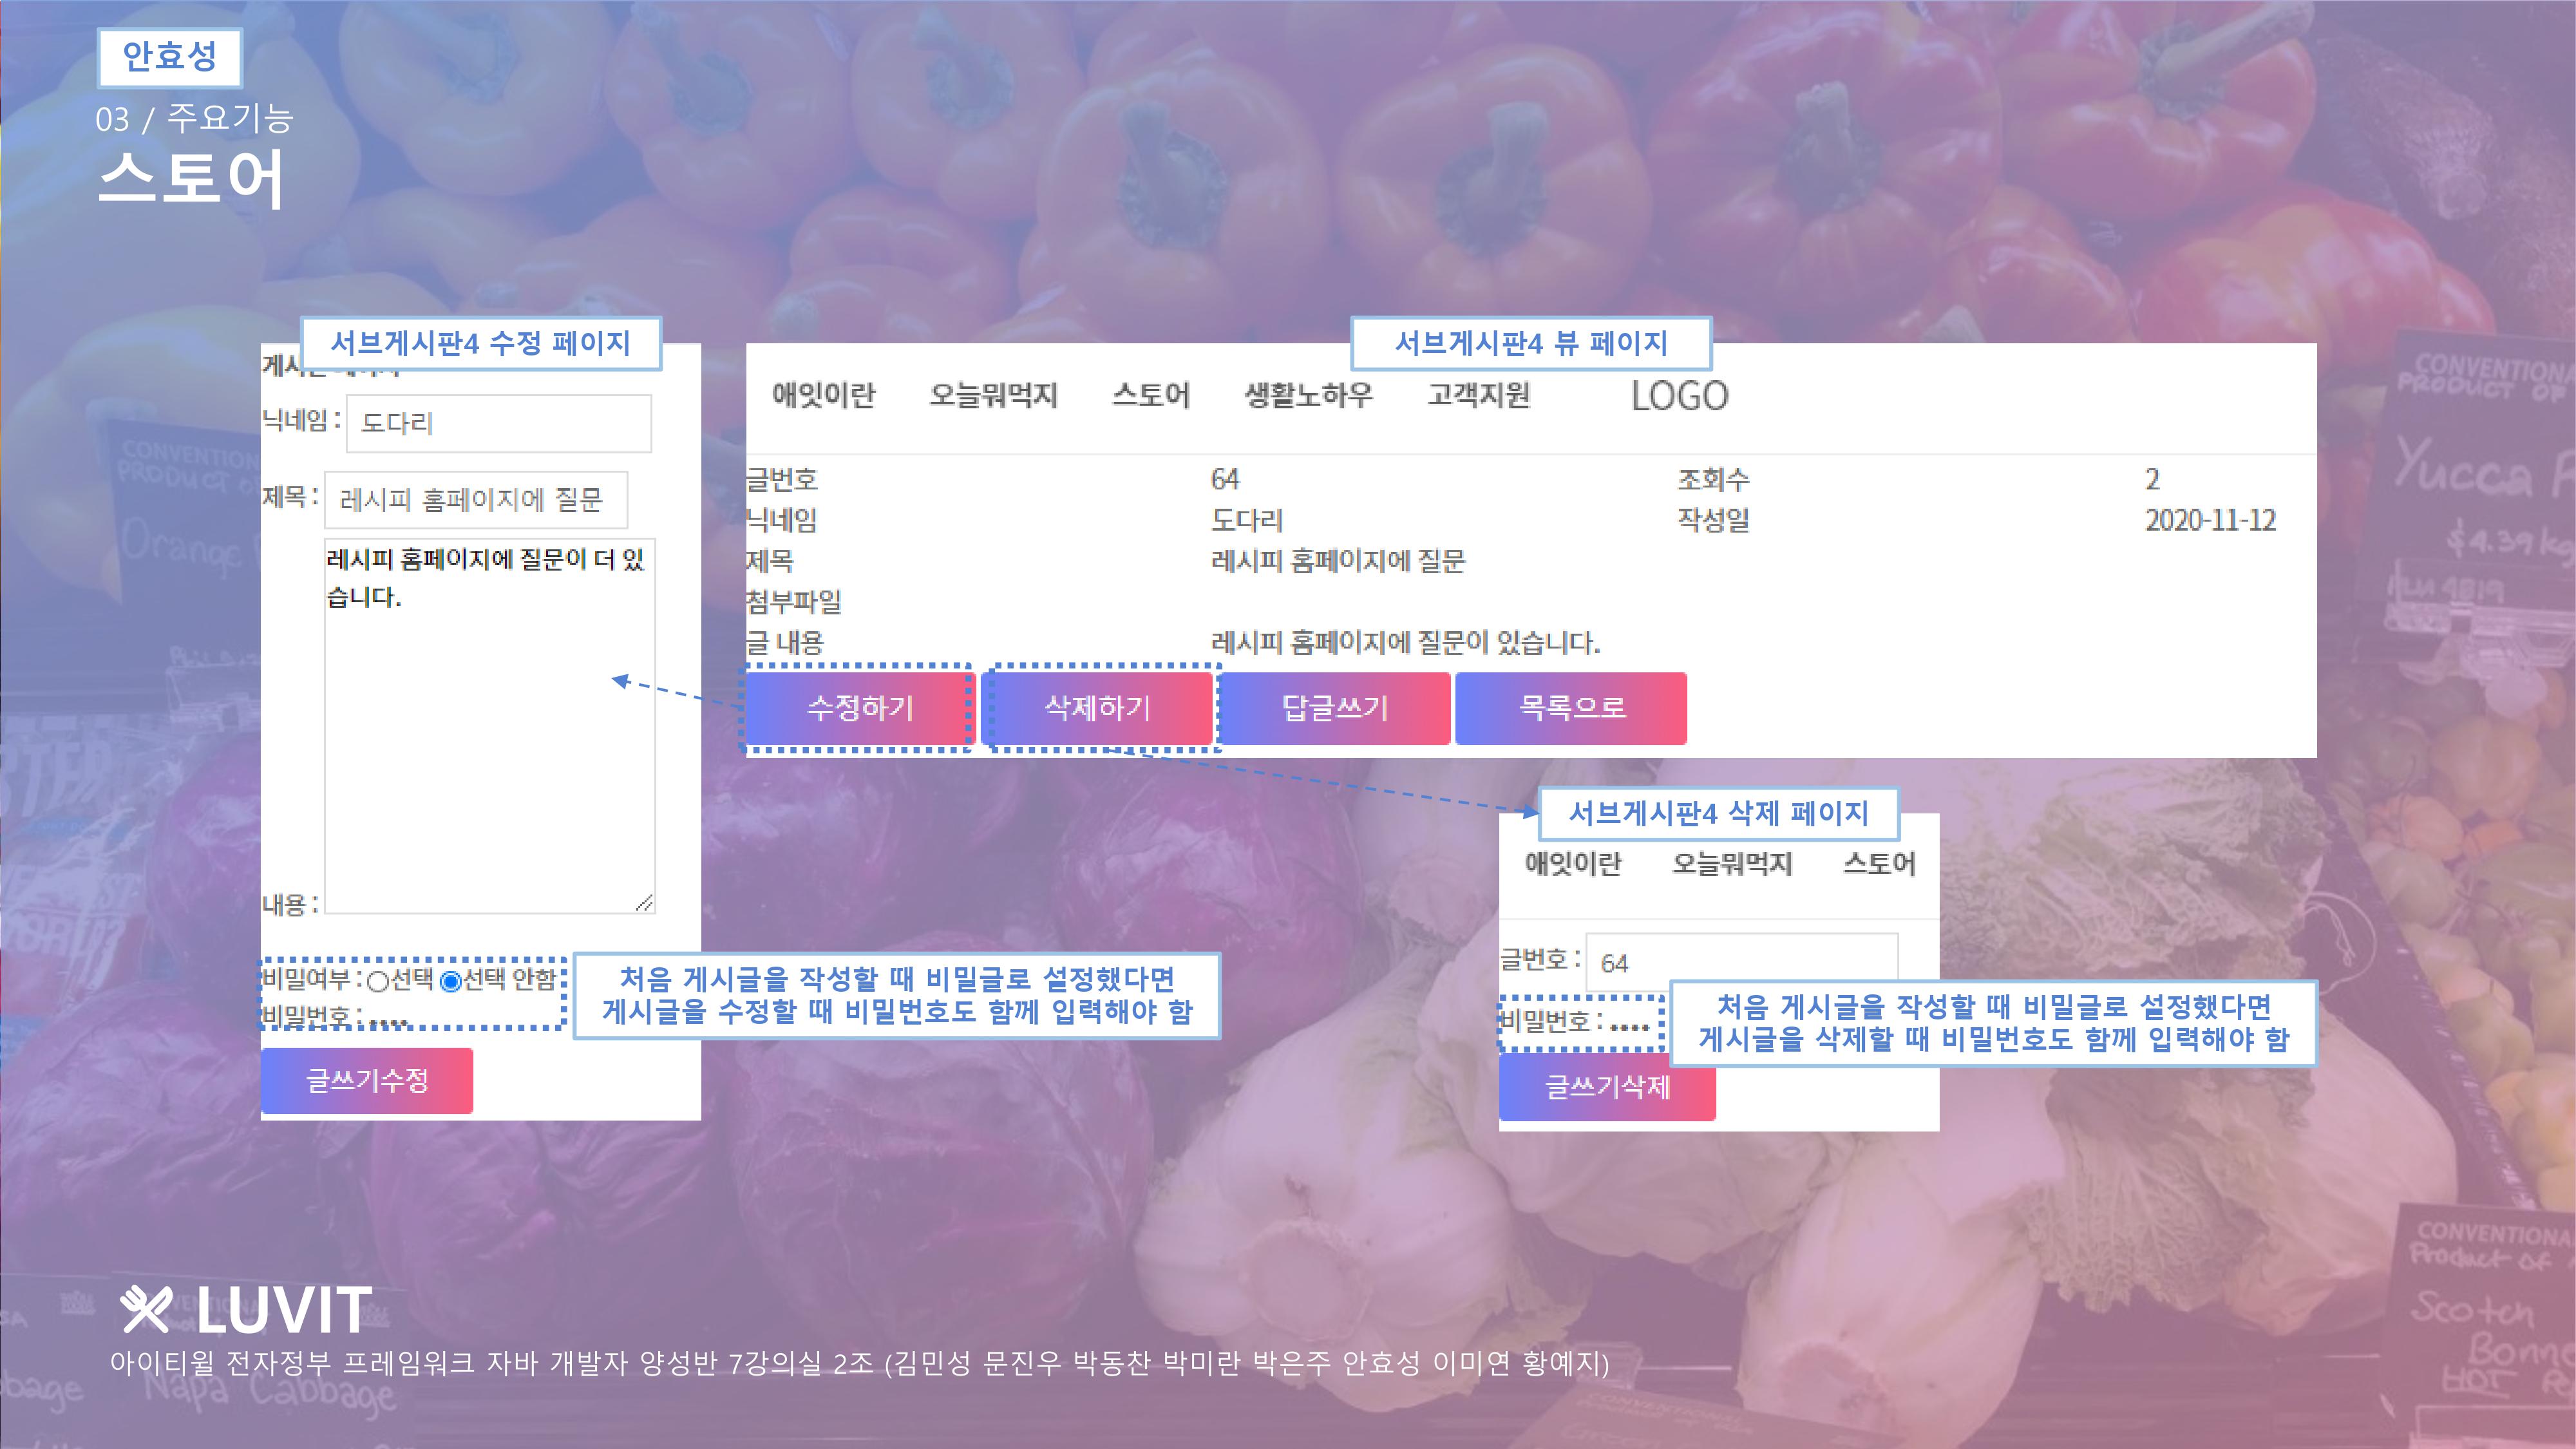 안효성
03 / 주요기능
스토어
서브게시판4 수정 페이지
닉네임 : 도다리
제목 : 레시피 홈페이지에 질문
레시피 홈페이지에 질문이 더 있
습니다.
내용 :
비밀여부 : 선택 선택 안함
비밀번호 : ••••
글쓰기수정
처음 게시글을 작성할 때 비밀글로 설정했다면
게시글을 수정할 때 비밀번호도 함께 입력해야 함
서브게시판4 뷰 페이지
애잇이란 오늘뭐먹지 스토어 생활노하우 고객지원 LOGO
글번호 64 조회수 2
닉네임 도다리 작성일 2020-11-12
제목 레시피 홈페이지에 질문
첨부파일
글 내용 레시피 홈페이지에 질문이 있습니다.
수정하기 삭제하기 답글쓰기 목록으로
서브게시판4 삭제 페이지
애잇이란 오늘뭐먹지 스토어
글번호 : 64
비밀번호 : ••••
글쓰기삭제
처음 게시글을 작성할 때 비밀글로 설정했다면
게시글을 삭제할 때 비밀번호도 함께 입력해야 함
CONVENTIONAL
PRODUCT OF
Yucca
$4.39 kg
PLU 4819
Orange
CONVENTIONAL
Product of
Scotch
Bonn
HOT
Napa Cabbage
LUVIT
아이티윌 전자정부 프레임워크 자바 개발자 양성반 7강의실 2조 (김민성 문진우 박동찬 박미란 박은주 안효성 이미연 황예지)